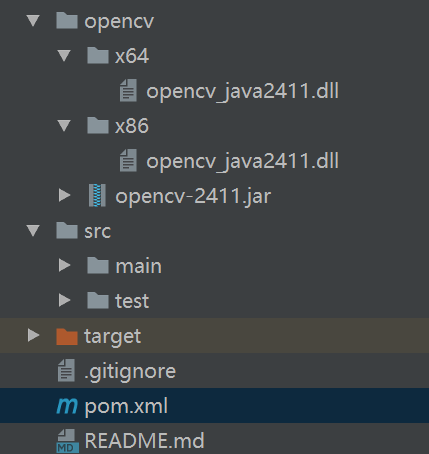 opencv
x64
opencv_java2411.dll
x86
opencv_java2411.dll
opencv-2411.jar
src
main
test
target
.gitignore
m pom.xml
MD README.md